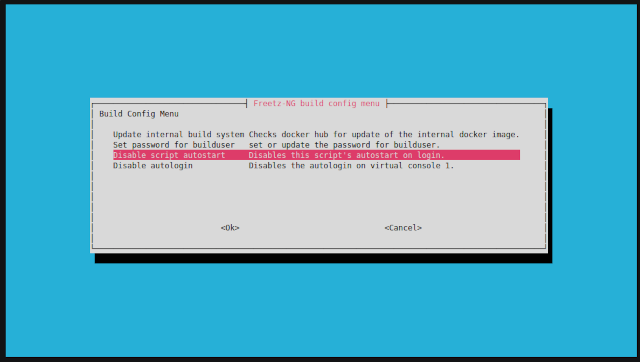 Freetz-NG build config menu
Build Config Menu
Update internal build system Checks docker hub for update of the internal docker image.
Set password for builduser set or update the password for builduser.
Disable script autostart Disables this script's autostart on login.
Disable autologin Disables the autologin on virtual console 1.
<Ok> <Cancel>